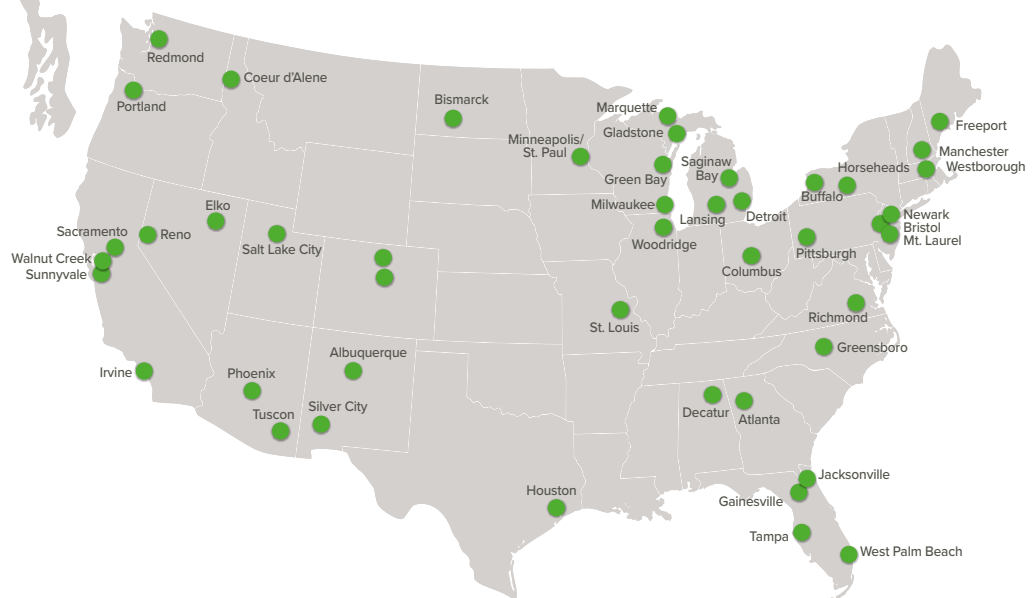 Redmond
Coeur d'Alene
Portland
Bismarck
Marquette
Gladstone
Minneapolis/
St. Paul
Green Bay
Saginaw
Bay
Milwaukee
Lansing
Detroit
Woodridge
Freeport
Manchester
Westborough
Horseheads
Buffalo
Newark
Bristol
Mt. Laurel
Pittsburgh
Columbus
Elko
Reno
Sacramento
Walnut Creek
Sunnyvale
Salt Lake City
St. Louis
Richmond
Greensboro
Irvine
Phoenix
Tuscon
Albuquerque
Silver City
Decatur
Atlanta
Houston
Jacksonville
Gainesville
Tampa
West Palm Beach